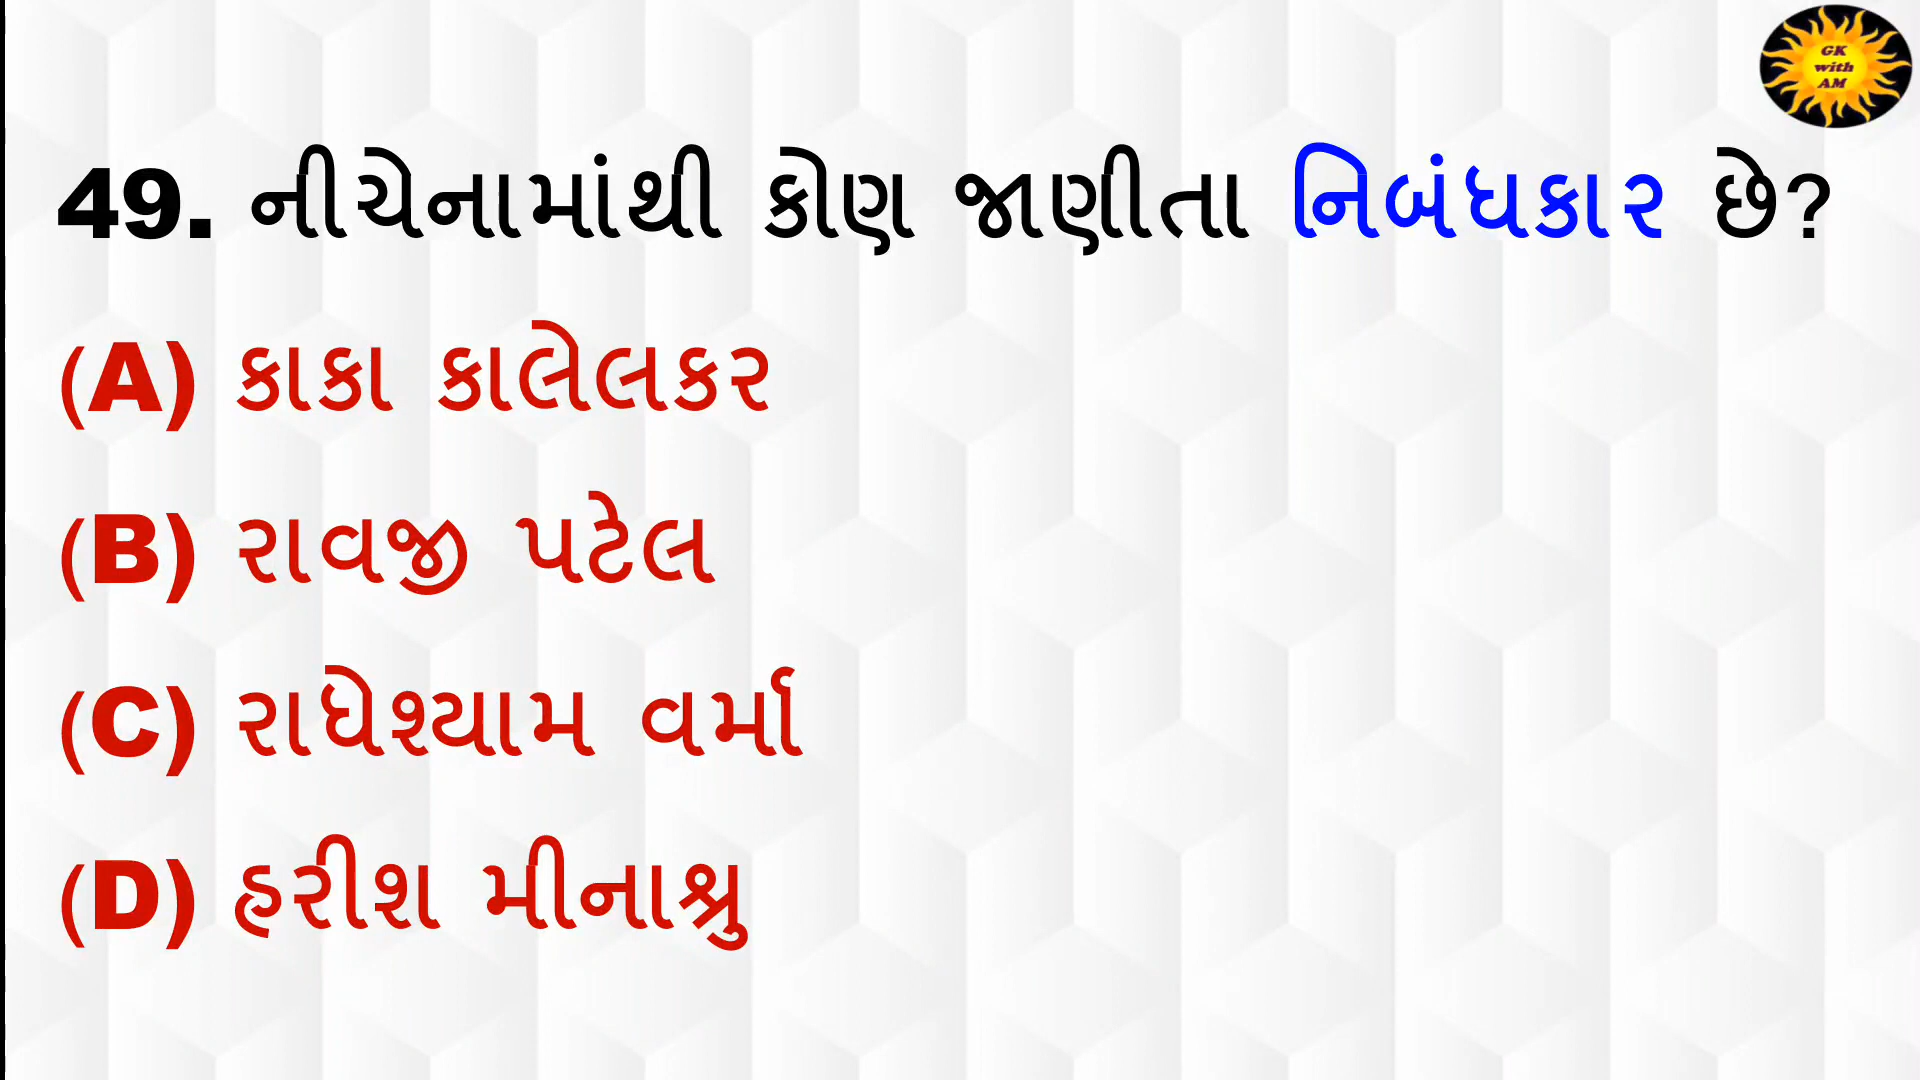 GK
with
AM
49. નીચેનામાંથી કોણ જાણીતા નિબંધકાર છે?
(A) કાકા કાલેલકર
(B) રાવજી પટેલ
(C) રાધેશ્યામ વર્મા
(D) હરીશ મીનાશ્રુ